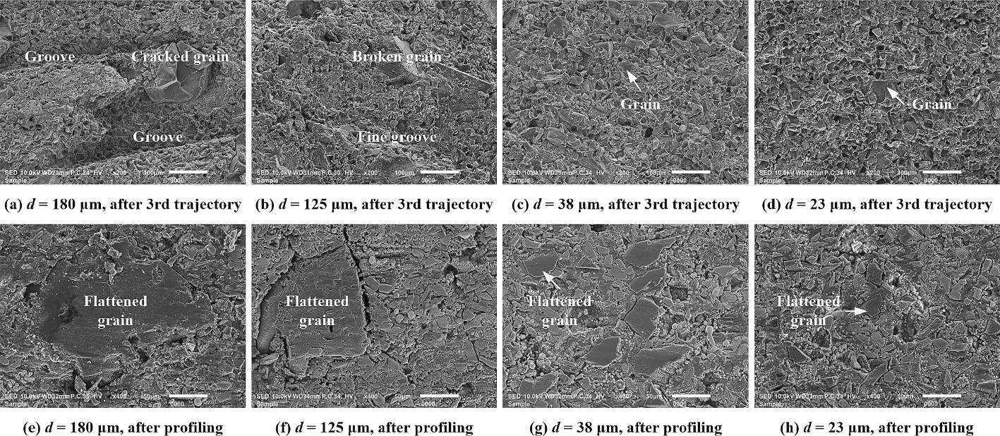 Groove
Cracked grain
Groove
SED 10.0kV WD29mm P.C.34 HV x200 100µm
Sample 0000
Broken grain
Fine groove
SED 10.0kV WD31mm P.C.30 HV x200 100µm
Sample 0000
Grain
SED 10.0kV WD29mm P.C.34 HV x200 100µm
Sample 0000
Grain
SED 10.0kV WD32mm P.C.34 HV x200 100µm
Sample 0000
(a) d = 180 µm, after 3rd trajectory
(b) d = 125 µm, after 3rd trajectory
(c) d = 38 µm, after 3rd trajectory
(d) d = 23 µm, after 3rd trajectory
Flattened
grain
SED 10.0kV WD32mm P.C.35 HV x400 50µm
Sample 0000
Flattened
grain
SED 10.0kV WD34mm P.C.34 HV x400 50µm
Sample 0000
Flattened
grain
SED 10.0kV WD32mm P.C.34 HV x400 50µm
Sample 0000
Flattened
grain
SED 10.0kV WD33mm P.C.34 HV x400 50µm
Sample 0000
(e) d = 180 µm, after profiling
(f) d = 125 µm, after profiling
(g) d = 38 µm, after profiling
(h) d = 23 µm, after profiling